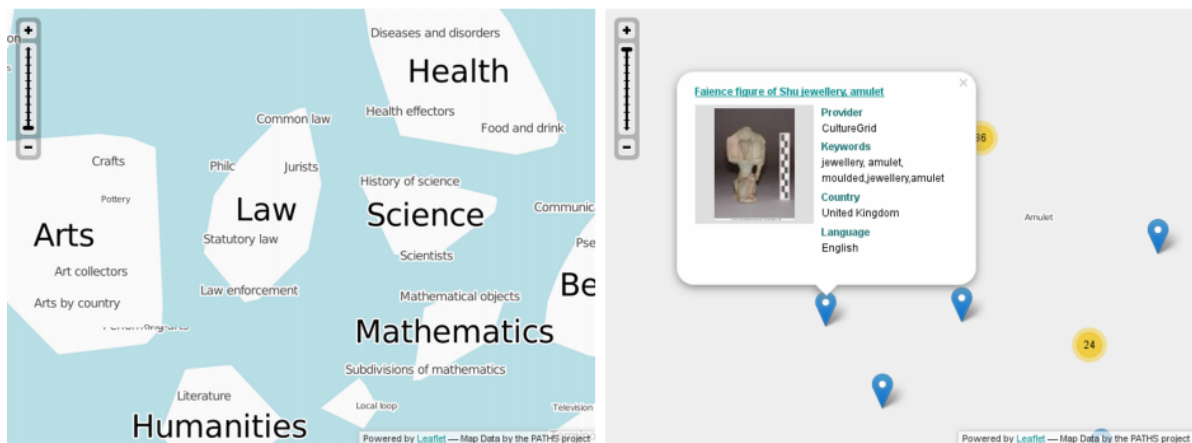 on
Diseases and disorders
Health
Health effectors
Food and drink
Common law
Philc
Jurists
Law
Statutory law
Law enforcement
Crafts
Pottery
Arts
Art collectors
Arts by country
History of science
Science
Scientists
Communic
Pse
Be
Mathematical objects
Mathematics
Subdivisions of mathematics
Literature
Humanities
Local loop
Television
Powered by Leaflet — Map Data by the PATHS project
Faience figure of Shu jewellery, amulet
Provider
CultureGrid
Keywords
jewellery, amulet,
moulded,jewellery,amulet
Country
United Kingdom
Language
English
Amulet
24
Powered by Leaflet — Map Data by the PATHS project